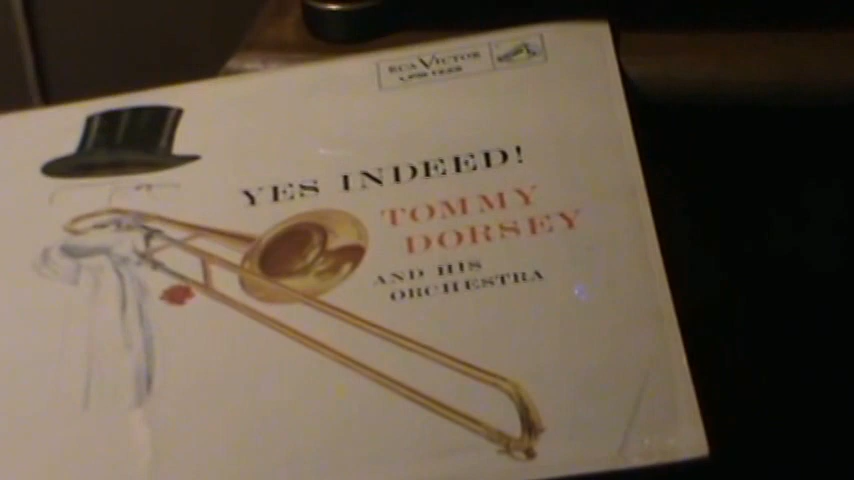 RCA VICTOR
YES INDEED!
TOMMY
DORSEY
AND HIS
ORCHESTRA